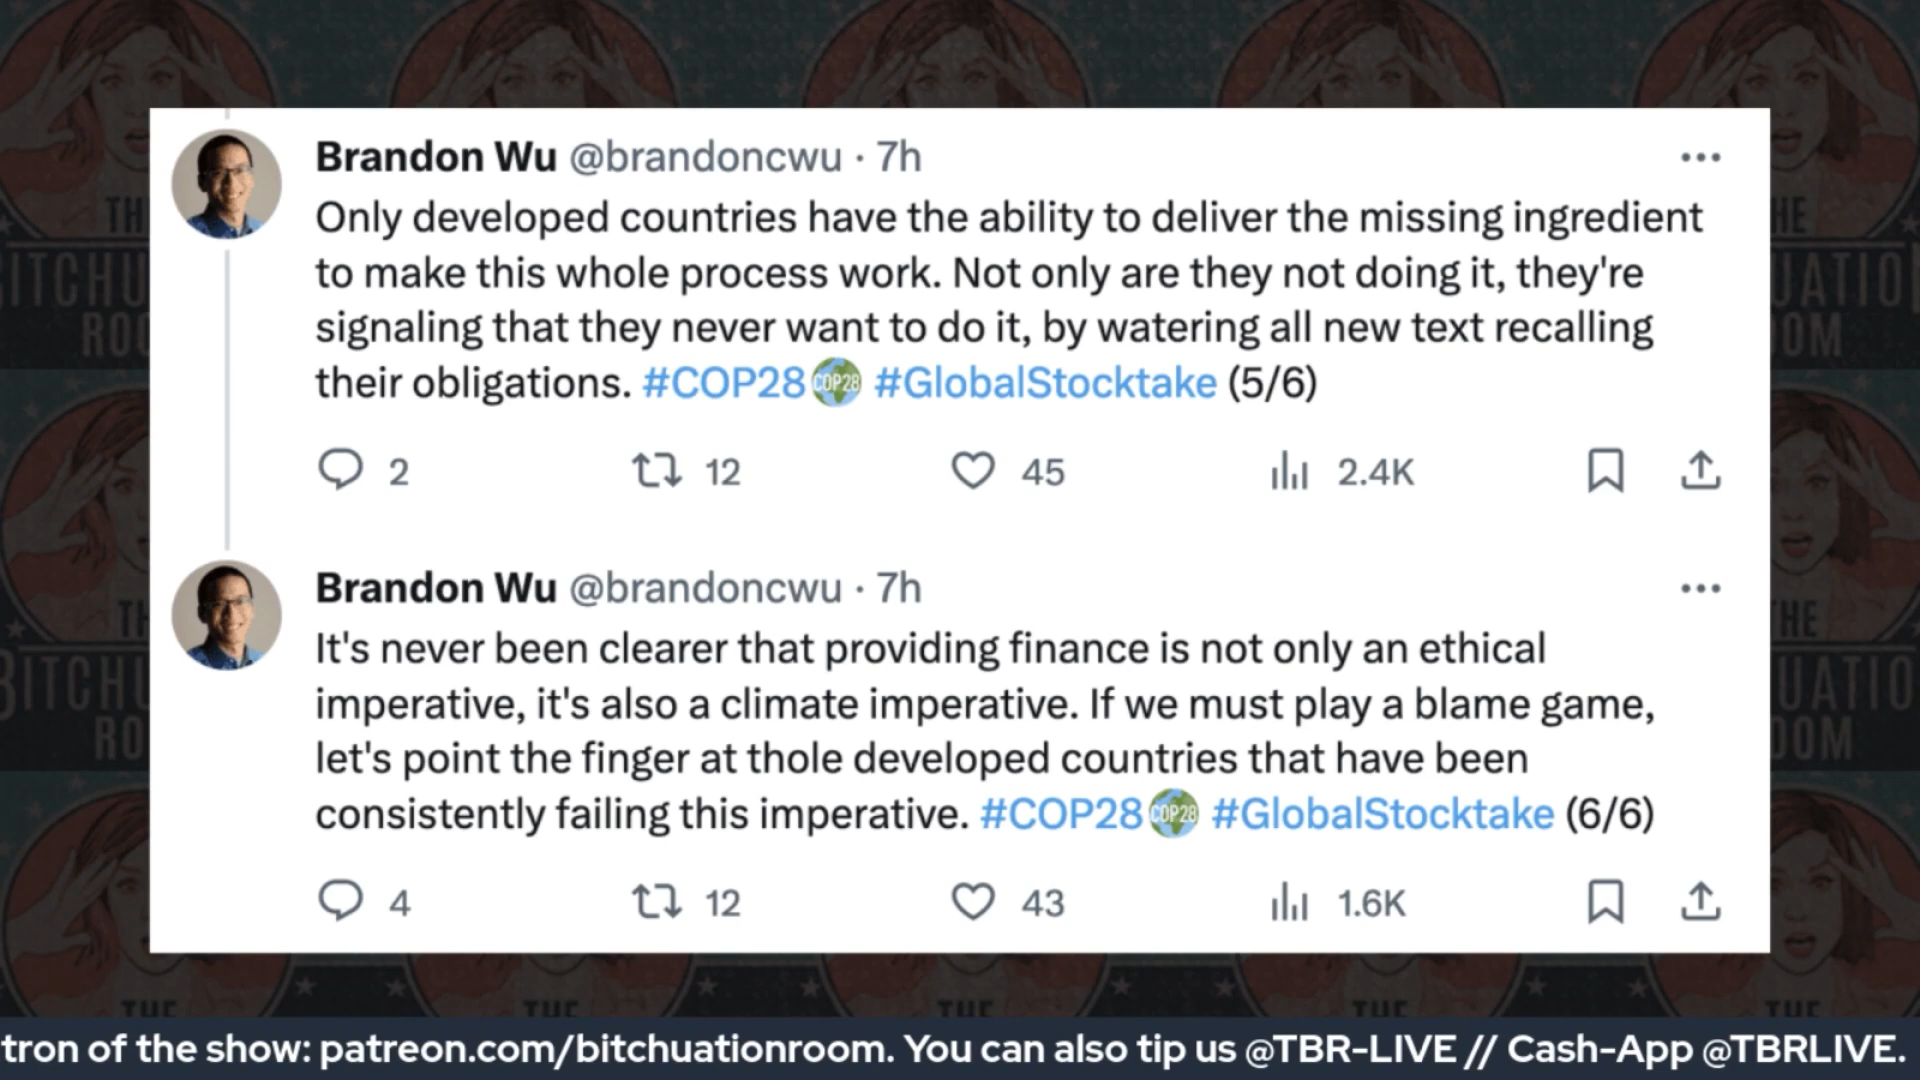 Brandon Wu @brandoncwu · 7h
Only developed countries have the ability to deliver the missing ingredient
to make this whole process work. Not only are they not doing it, they're
signaling that they never want to do it, by watering all new text recalling
their obligations. #COP28 COP28 #GlobalStocktake (5/6)
2 12 45 2.4K
Brandon Wu @brandoncwu · 7h
It's never been clearer that providing finance is not only an ethical
imperative, it's also a climate imperative. If we must play a blame game,
let's point the finger at thole developed countries that have been
consistently failing this imperative. #COP28 COP28 #GlobalStocktake (6/6)
4 12 43 1.6K
THE THE THE THE
tron of the show: patreon.com/bitchuationroom. You can also tip us @TBR-LIVE // Cash-App @TBRLIVE.